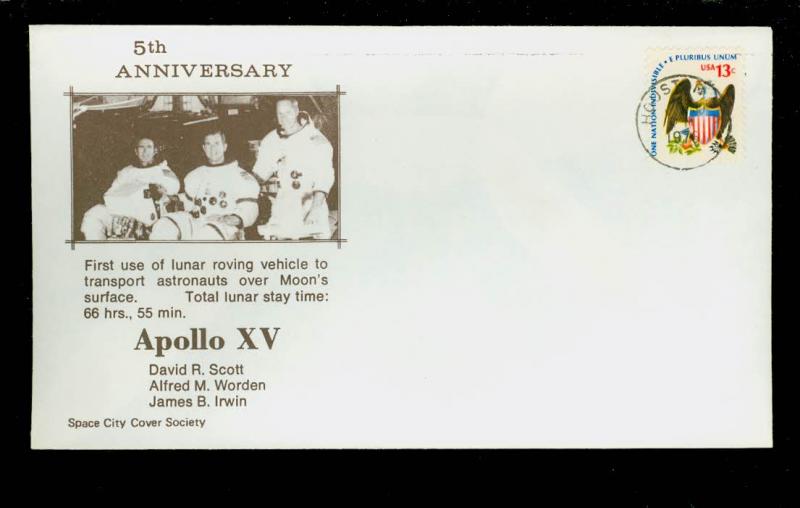 5th
ANNIVERSARY
First use of lunar roving vehicle to
transport astronauts over Moon's
surface. Total lunar stay time:
66 hrs., 55 min.
Apollo XV
David R. Scott
Alfred M. Worden
James B. Irwin
Space City Cover Society
ONE NATION INDIVISIBLE • E PLURIBUS UNUM
USA 13c
1976